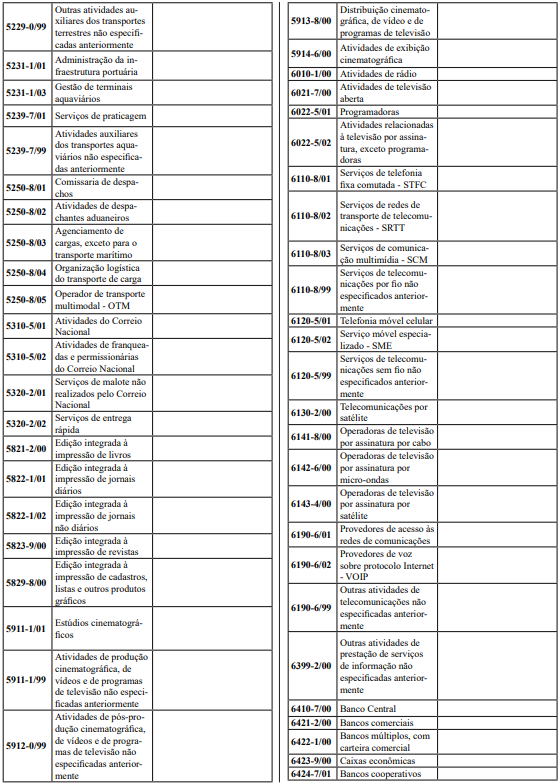 5229-0/99
Outras atividades au-
xiliares dos transportes
terrestres não especifi-
cadas anteriormente
5231-1/01
Administração da in-
fraestrutura portuária
5231-1/03
Gestão de terminais
aquaviários
5239-7/01
Serviços de praticagem
5239-7/99
Atividades auxiliares
dos transportes aqua-
viários não especifica-
das anteriormente
5250-8/01
Comissaria de despa-
chos
5250-8/02
Atividades de despa-
chantes aduaneiros
5250-8/03
Agenciamento de
cargas, exceto para o
transporte marítimo
5250-8/04
Organização logística
do transporte de carga
5250-8/05
Operador de transporte
multimodal - OTM
5310-5/01
Atividades do Correio
Nacional
5310-5/02
Atividades de franquea-
das e permissionárias
do Correio Nacional
5320-2/01
Serviços de malote não
realizados pelo Correio
Nacional
5320-2/02
Serviços de entrega
rápida
5821-2/00
Edição integrada à
impressão de livros
5822-1/01
Edição integrada à
impressão de jornais
diários
5822-1/02
Edição integrada à
impressão de jornais
não diários
5823-9/00
Edição integrada à
impressão de revistas
5829-8/00
Edição integrada à
impressão de cadastros,
listas e outros produtos
gráficos
5911-1/01
Estúdios cinematográ-
ficos
5911-1/99
Atividades de produção
cinematográfica, de
vídeos e de programas
de televisão não especi-
ficadas anteriormente
5912-0/99
Atividades de pós-pro-
dução cinematográfica,
de vídeos e de progra-
mas de televisão não
especificadas anterior-
mente
5913-8/00
Distribuição cinemato-
gráfica, de vídeo e de
programas de televisão
5914-6/00
Atividades de exibição
cinematográfica
6010-1/00
Atividades de rádio
6021-7/00
Atividades de televisão
aberta
6022-5/01
Programadoras
6022-5/02
Atividades relacionadas
à televisão por assina-
tura, exceto programa-
doras
6110-8/01
Serviços de telefonia
fixa comutada - STFC
6110-8/02
Serviços de redes de
transporte de telecomu-
nicações - SRTT
6110-8/03
Serviços de comunica-
ção multimídia - SCM
6110-8/99
Serviços de telecomu-
nicações por fio não
especificados anterior-
mente
6120-5/01
Telefonia móvel celular
6120-5/02
Serviço móvel especia-
lizado - SME
6120-5/99
Serviços de telecomu-
nicações sem fio não
especificados anterior-
mente
6130-2/00
Telecomunicações por
satélite
6141-8/00
Operadoras de televisão
por assinatura por cabo
6142-6/00
Operadoras de televisão
por assinatura por
micro-ondas
6143-4/00
Operadoras de televisão
por assinatura por
satélite
6190-6/01
Provedores de acesso às
redes de comunicações
6190-6/02
Provedores de voz
sobre protocolo Internet
- VOIP
6190-6/99
Outras atividades de
telecomunicações não
especificadas anterior-
mente
6399-2/00
Outras atividades de
prestação de serviços
de informação não
especificadas anterior-
mente
6410-7/00
Banco Central
6421-2/00
Bancos comerciais
6422-1/00
Bancos múltiplos, com
carteira comercial
6423-9/00
Caixas econômicas
6424-7/01
Bancos cooperativos